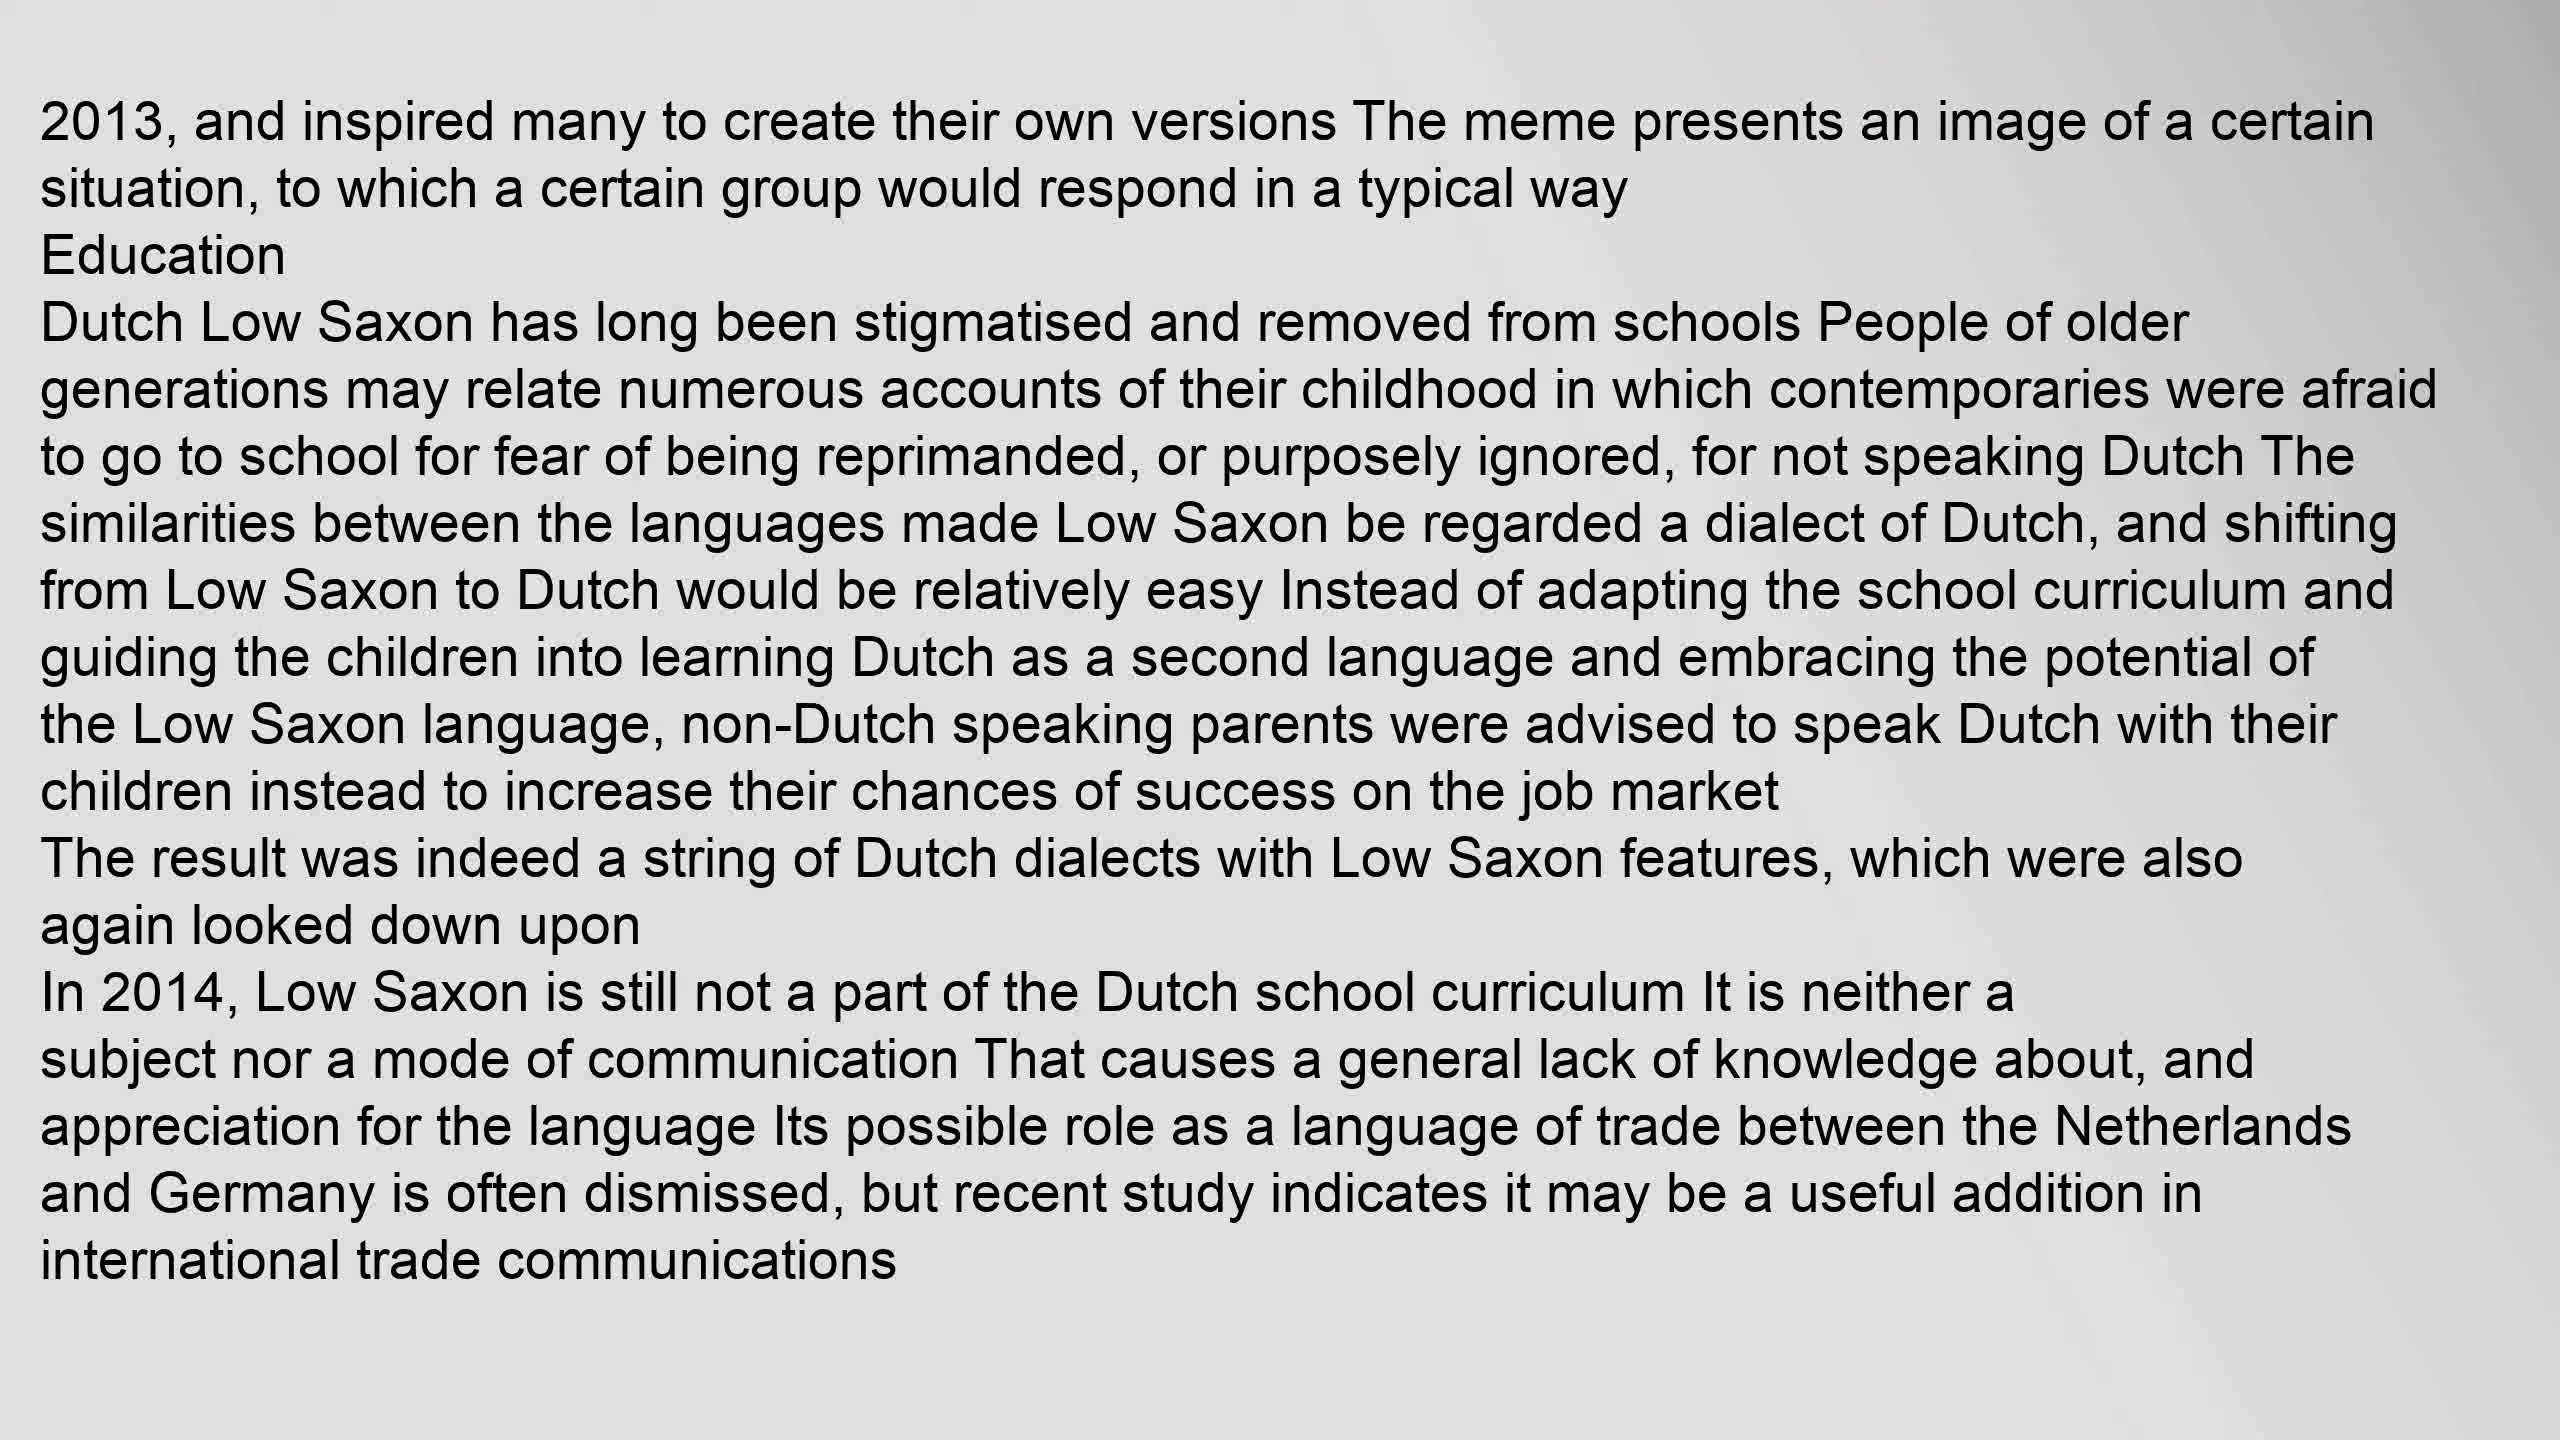 2013, and inspired many to create their own versions The meme presents an image of a certain
situation, to which a certain group would respond in a typical way
Education
Dutch Low Saxon has long been stigmatised and removed from schools People of older
generations may relate numerous accounts of their childhood in which contemporaries were afraid
to go to school for fear of being reprimanded, or purposely ignored, for not speaking Dutch The
similarities between the languages made Low Saxon be regarded a dialect of Dutch, and shifting
from Low Saxon to Dutch would be relatively easy Instead of adapting the school curriculum and
guiding the children into learning Dutch as a second language and embracing the potential of
the Low Saxon language, non-Dutch speaking parents were advised to speak Dutch with their
children instead to increase their chances of success on the job market
The result was indeed a string of Dutch dialects with Low Saxon features, which were also
again looked down upon
In 2014, Low Saxon is still not a part of the Dutch school curriculum It is neither a
subject nor a mode of communication That causes a general lack of knowledge about, and
appreciation for the language Its possible role as a language of trade between the Netherlands
and Germany is often dismissed, but recent study indicates it may be a useful addition in
international trade communications